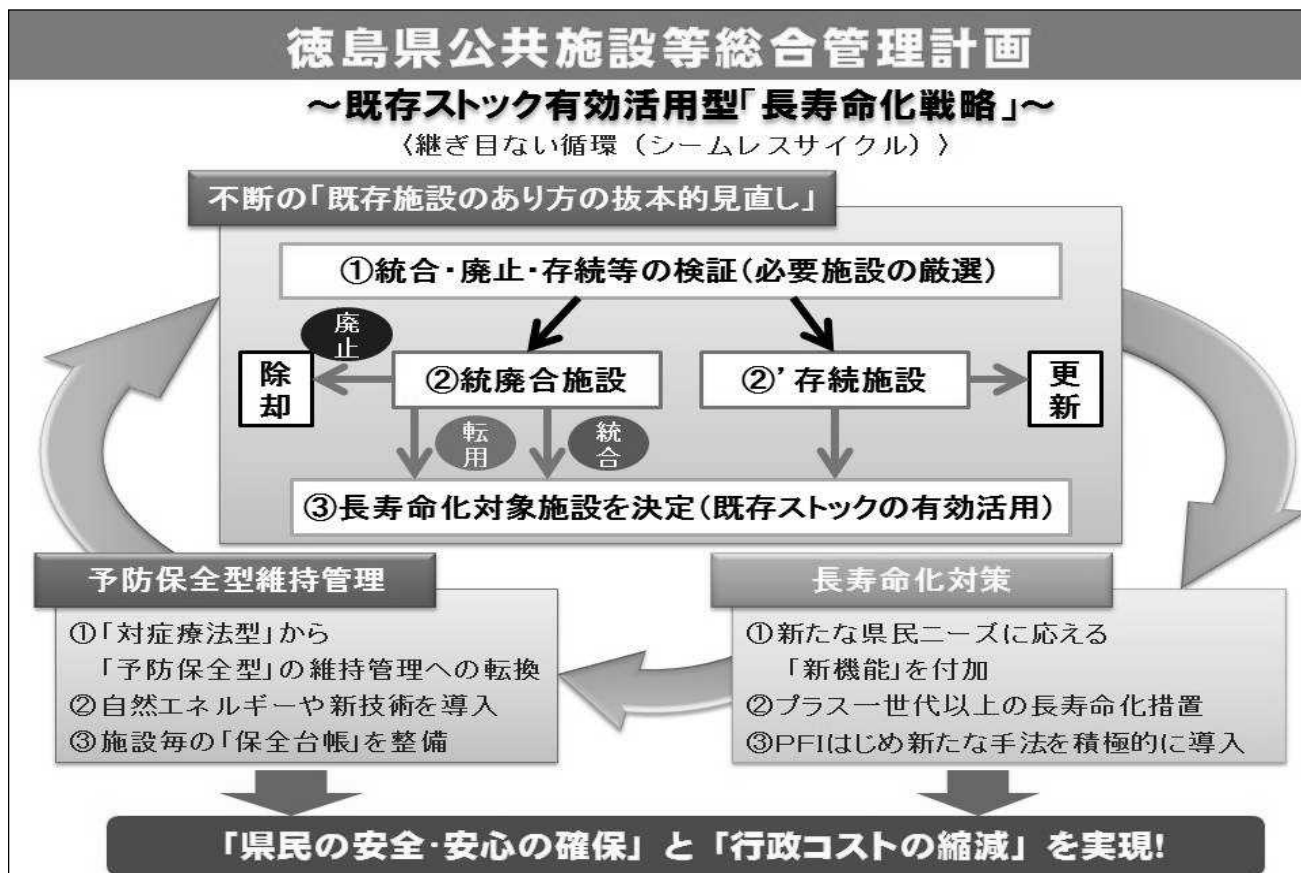 徳島県公共施設等総合管理計画
～既存ストック有効活用型「長寿命化戦略」～
〈継ぎ目ない循環（シームレスサイクル）〉
不断の「既存施設のあり方の抜本的見直し」
①統合・廃止・存続等の検証（必要施設の厳選）
廃止
除却
②統廃合施設
②’存続施設
更新
転用
統合
③長寿命化対象施設を決定（既存ストックの有効活用）
予防保全型維持管理
①「対症療法型」から
「予防保全型」の維持管理への転換
②自然エネルギーや新技術を導入
③施設毎の「保全台帳」を整備
長寿命化対策
①新たな県民ニーズに応える
「新機能」を付加
②プラス一世代以上の長寿命化措置
③PFIはじめ新たな手法を積極的に導入
「県民の安全・安心の確保」と「行政コストの縮減」を実現!